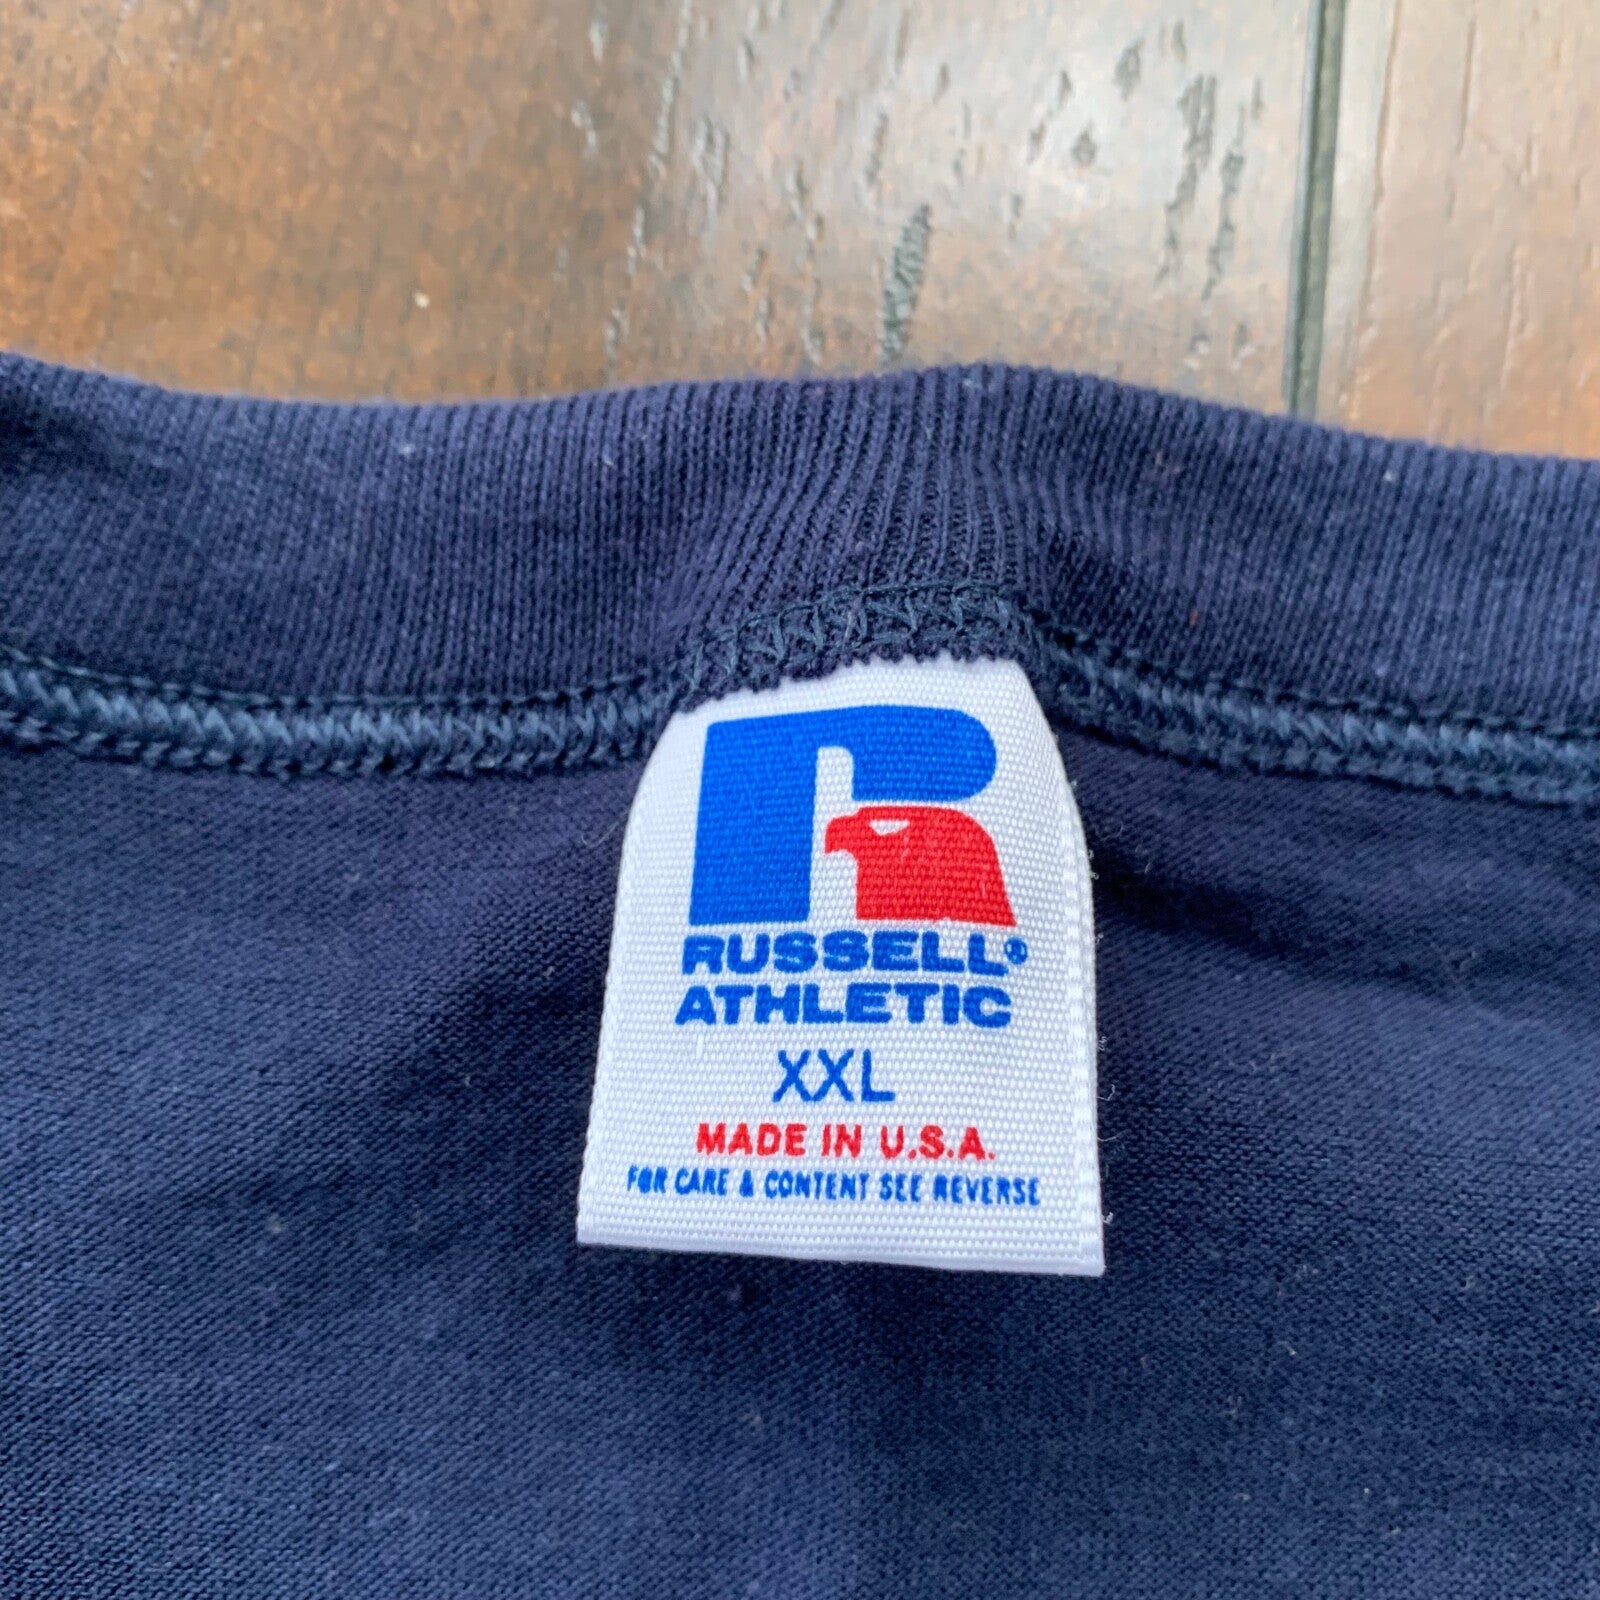 RUSSELL®
ATHLETIC
XXL
MADE IN U.S.A.
FOR CARE & CONTENT SEE REVERSE